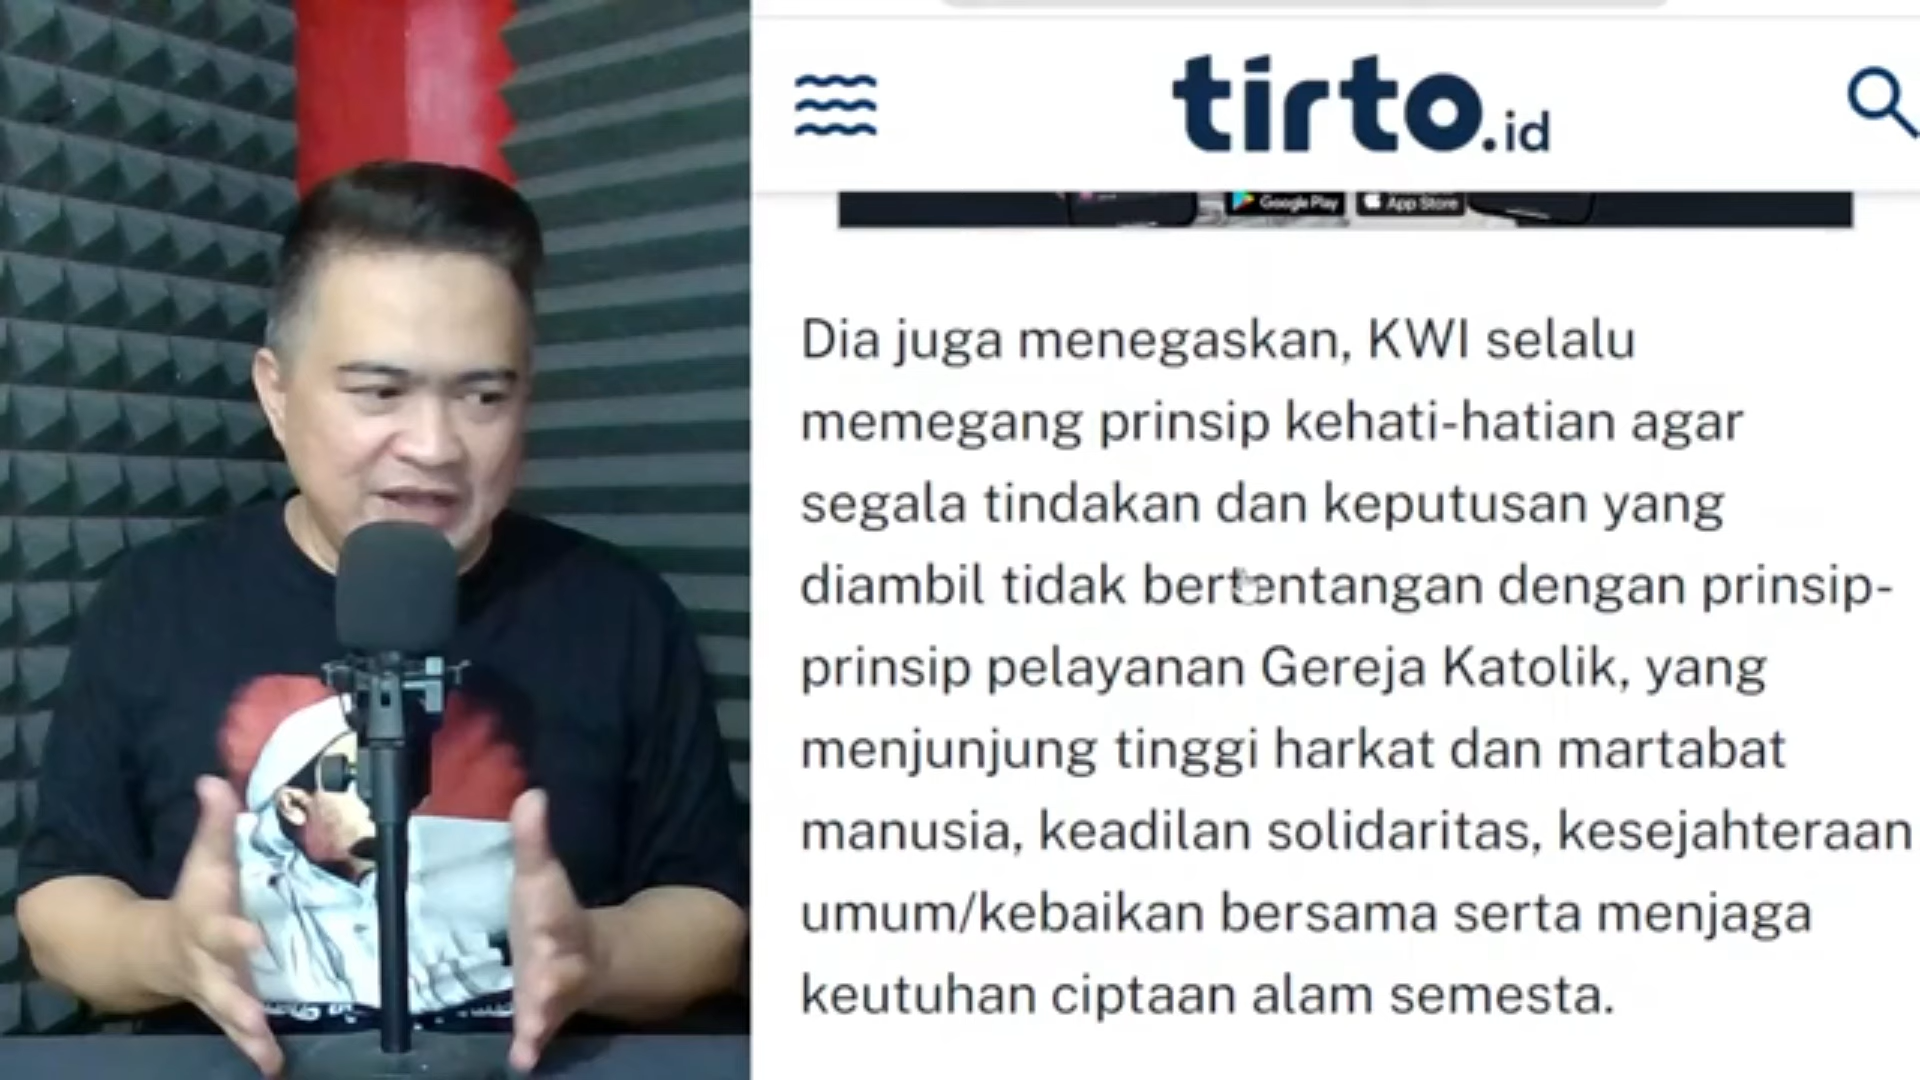 tirto.id
Google Play
App Store
Dia juga menegaskan, KWI selalu
memegang prinsip kehati-hatian agar
segala tindakan dan keputusan yang
diambil tidak bertentangan dengan prinsip-
prinsip pelayanan Gereja Katolik, yang
menjunjung tinggi harkat dan martabat
manusia, keadilan solidaritas, kesejahteraan
umum/kebaikan bersama serta menjaga
keutuhan ciptaan alam semesta.